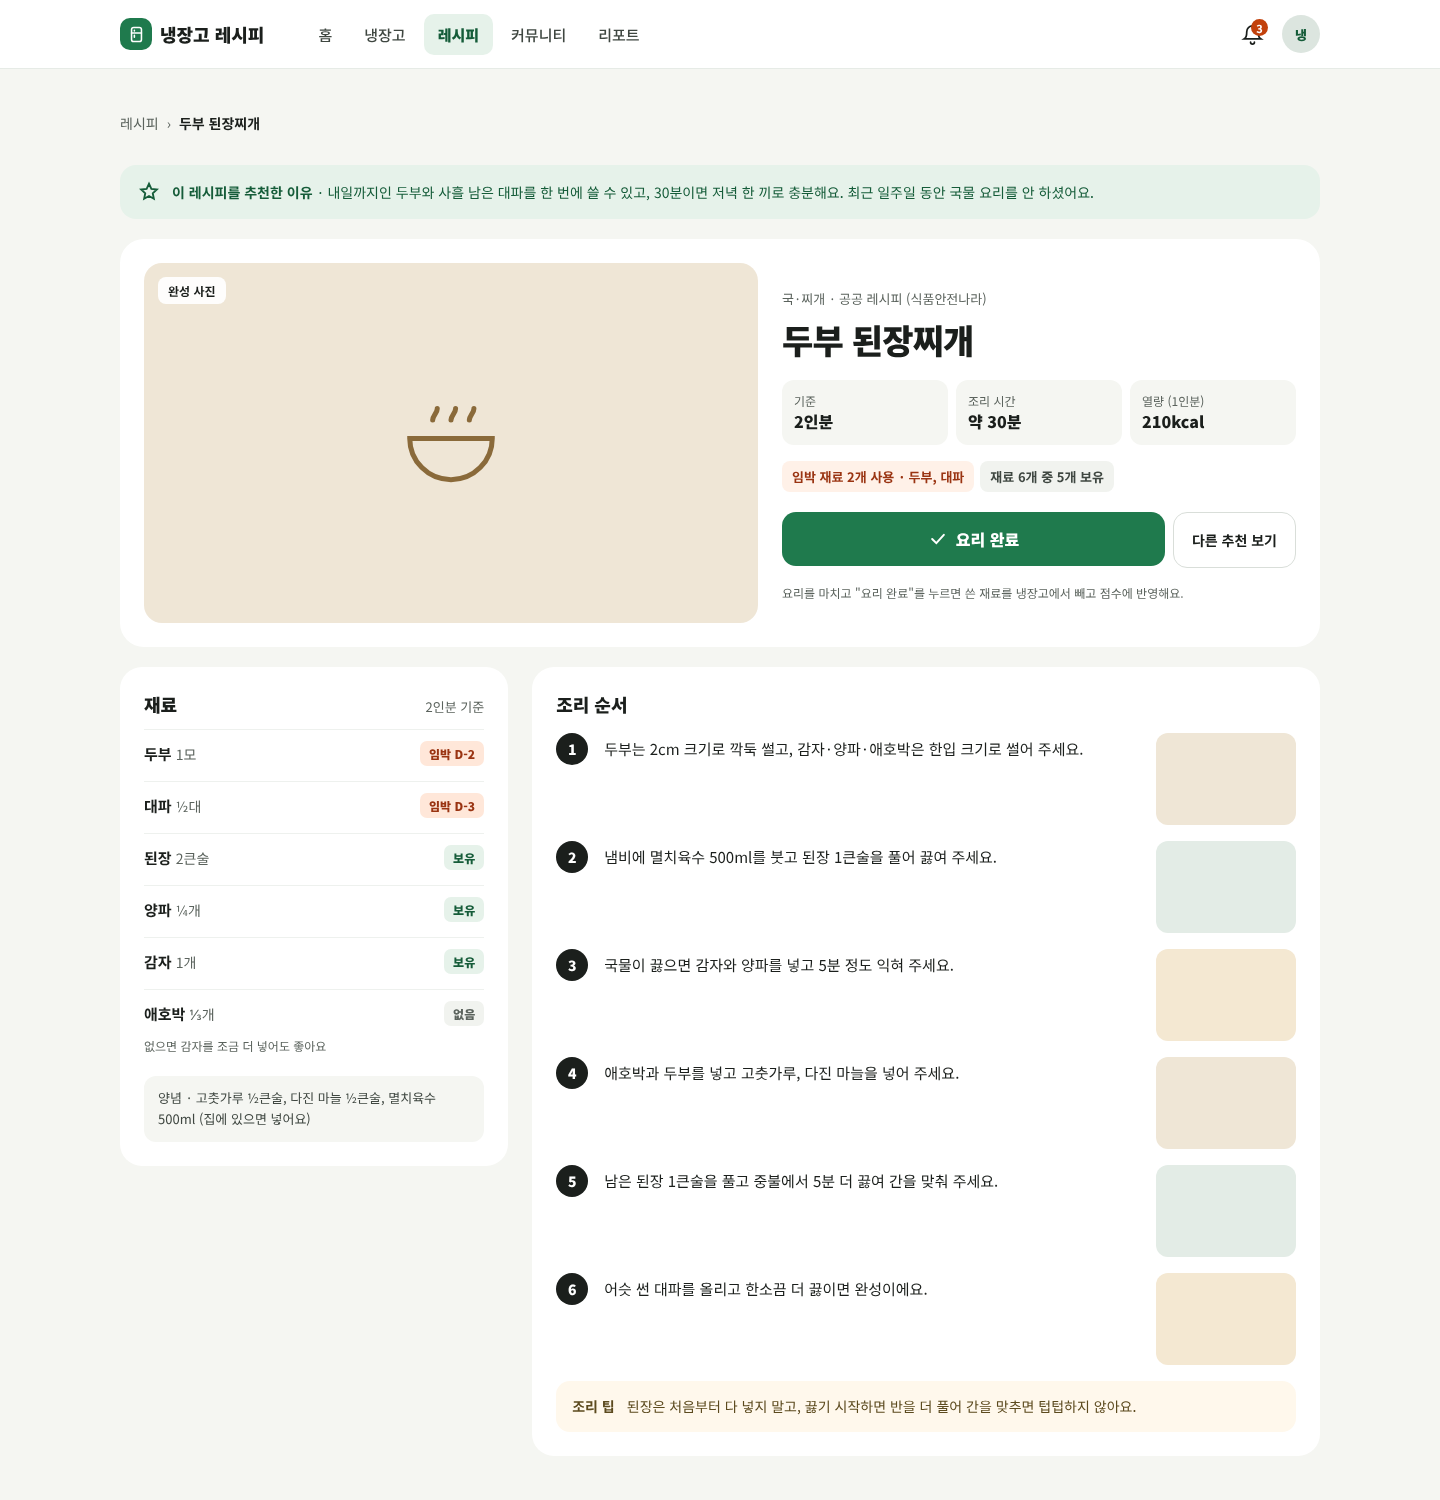 냉장고 레시피
홈
냉장고
레시피
커뮤니티
리포트
3
냉
레시피 › 두부 된장찌개
이 레시피를 추천한 이유 · 내일까지인 두부와 사흘 남은 대파를 한 번에 쓸 수 있고, 30분이면 저녁 한 끼로 충분해요. 최근 일주일 동안 국물 요리를 안 하셨어요.
완성 사진
국·찌개 · 공공 레시피 (식품안전나라)
두부 된장찌개
기준
2인분
조리 시간
약 30분
열량 (1인분)
210kcal
임박 재료 2개 사용 · 두부, 대파
재료 6개 중 5개 보유
요리 완료
다른 추천 보기
요리를 마치고 "요리 완료"를 누르면 쓴 재료를 냉장고에서 빼고 점수에 반영해요.
재료
2인분 기준
두부 1모
임박 D-2
대파 ½대
임박 D-3
된장 2큰술
보유
양파 ¼개
보유
감자 1개
보유
애호박 ⅓개
없음
없으면 감자를 조금 더 넣어도 좋아요
양념 · 고춧가루 ½큰술, 다진 마늘 ½큰술, 멸치육수
500ml (집에 있으면 넣어요)
조리 순서
1 두부는 2cm 크기로 깍둑 썰고, 감자·양파·애호박은 한입 크기로 썰어 주세요.
2 냄비에 멸치육수 500ml를 붓고 된장 1큰술을 풀어 끓여 주세요.
3 국물이 끓으면 감자와 양파를 넣고 5분 정도 익혀 주세요.
4 애호박과 두부를 넣고 고춧가루, 다진 마늘을 넣어 주세요.
5 남은 된장 1큰술을 풀고 중불에서 5분 더 끓여 간을 맞춰 주세요.
6 어슷 썬 대파를 올리고 한소끔 더 끓이면 완성이에요.
조리 팁 된장은 처음부터 다 넣지 말고, 끓기 시작하면 반을 더 풀어 간을 맞추면 텁텁하지 않아요.